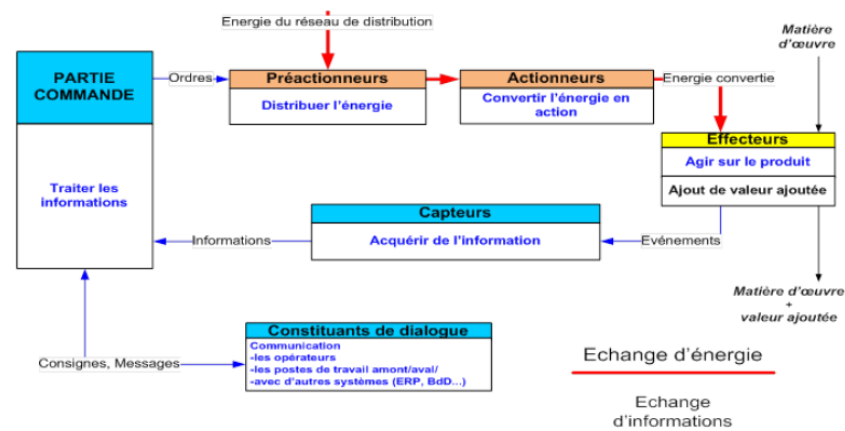 Energie du réseau de distribution
Matière
d'œuvre
PARTIE
COMMANDE
Ordres
Préactionneurs
Distribuer l'énergie
Actionneurs
Convertir l'énergie en
action
Energie convertie
Effecteurs
Agir sur le produit
Ajout de valeur ajoutée
Traiter les
informations
Capteurs
Acquérir de l'information
Informations
Evénements
Matière d'œuvre
+
valeur ajoutée
Constituants de dialogue
Communication
-les opérateurs
-les postes de travail amont/aval/
-avec d'autres systèmes (ERP, BdD...)
Consignes, Messages
Echange d'énergie
Echange
d'informations